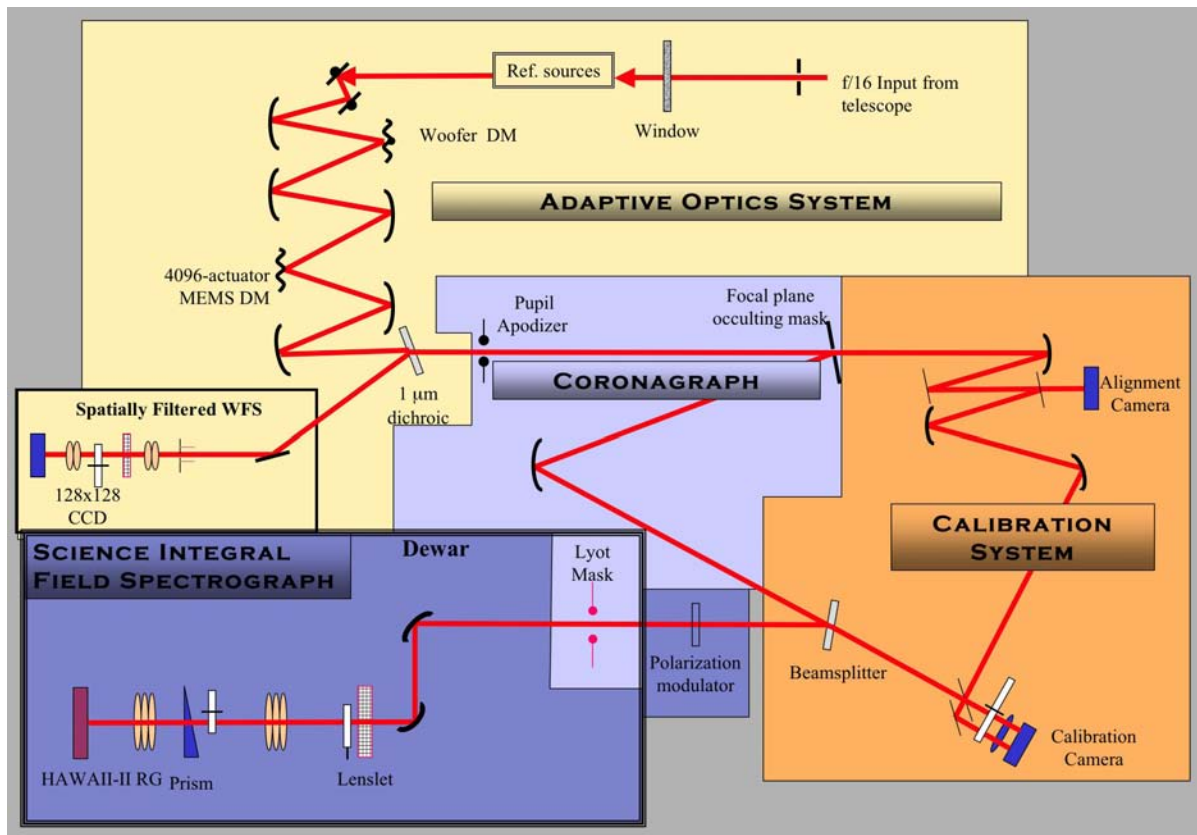 Ref. sources
f/16 Input from
telescope
Window
Woofer DM
ADAPTIVE OPTICS SYSTEM
4096-actuator
MEMS DM
Pupil
Apodizer
Focal plane
occulting mask
CORONAGRAPH
1 μm
dichroic
Alignment
Camera
Spatially Filtered WFS
128x128
CCD
CALIBRATION
SYSTEM
SCIENCE INTEGRAL
FIELD SPECTROGRAPH
Dewar
Lyot
Mask
Polarization
modulator
Beamsplitter
HAWAII-II RG
Prism
Lenslet
Calibration
Camera